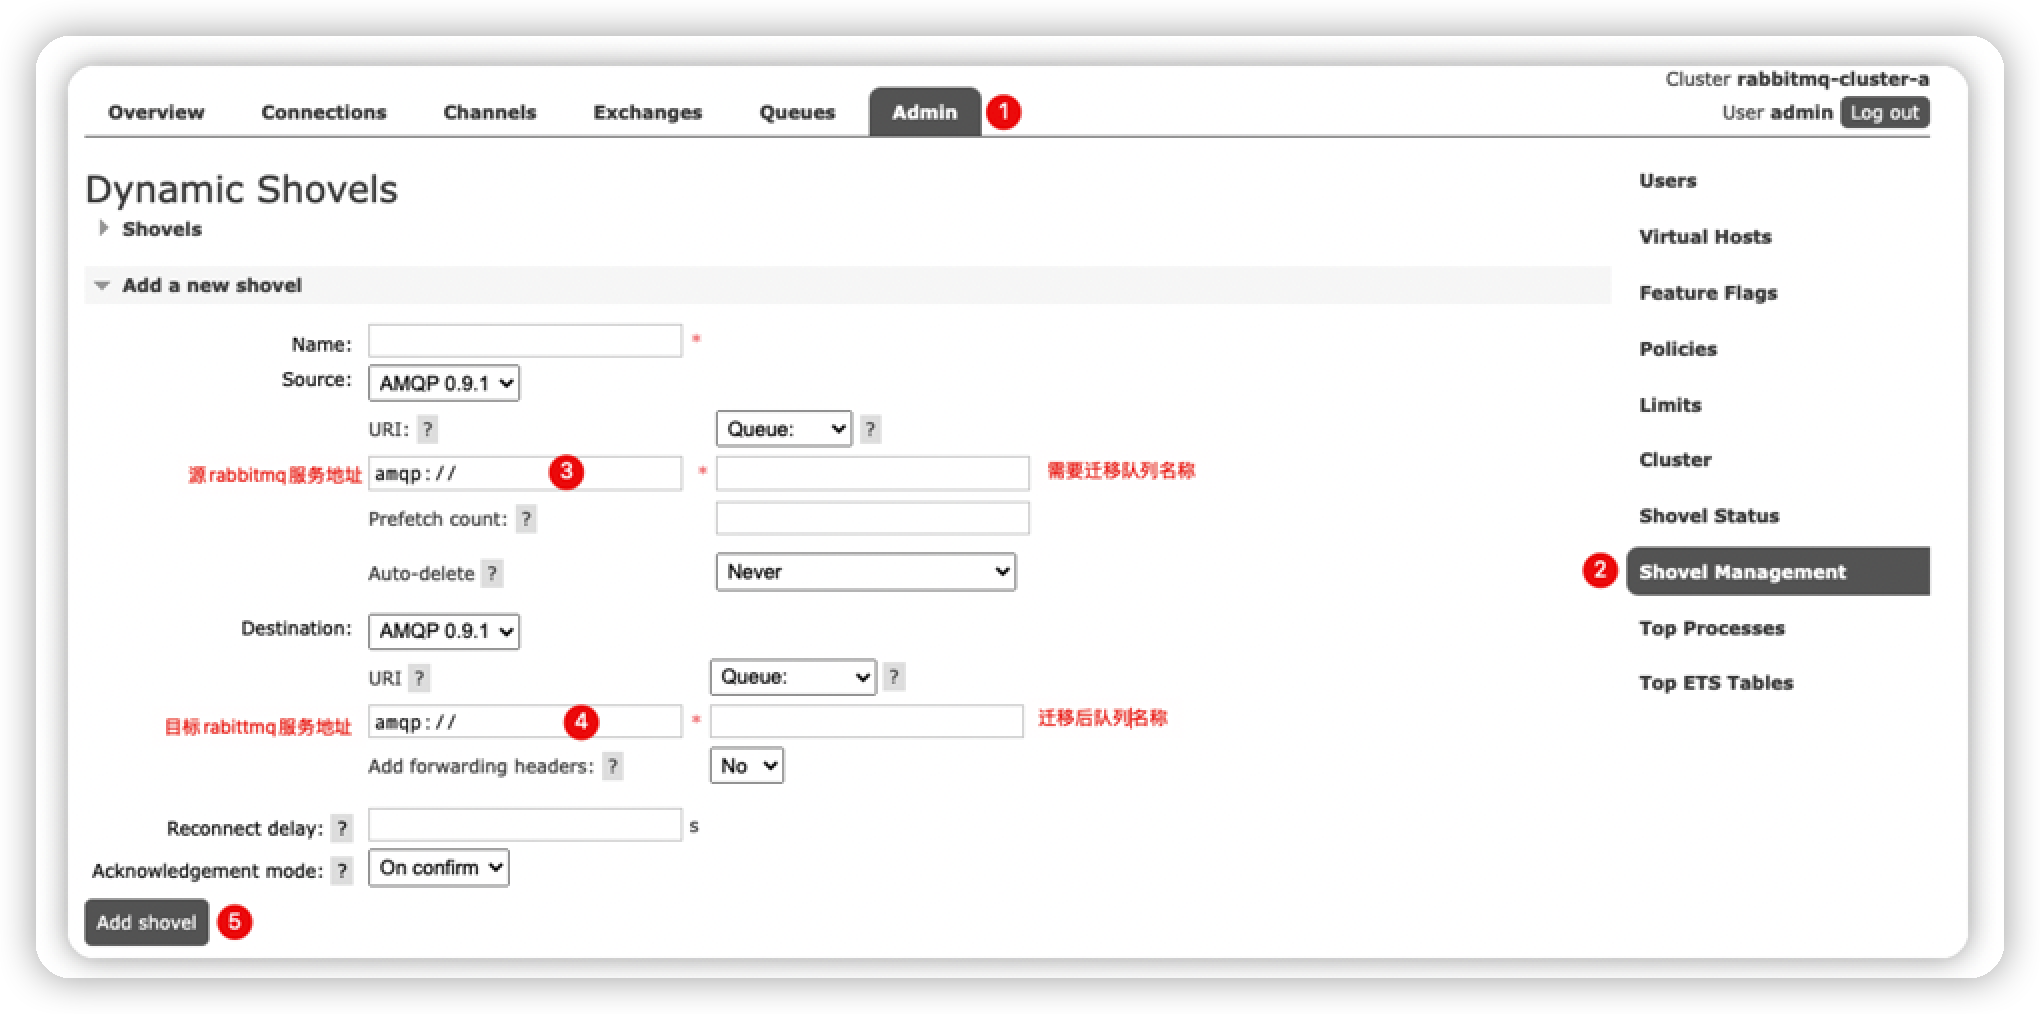 Cluster rabbitmq-cluster-a
Overview Connections Channels Exchanges Queues Admin 1 User admin Log out
Dynamic Shovels
Shovels
Add a new shovel
Name: *
Source: AMQP 0.9.1
URI: ? Queue: ?
源rabbitmq服务地址 amqp:// 3 * 需要迁移队列名称
Prefetch count: ?
Auto-delete ? Never
Destination: AMQP 0.9.1
URI ? Queue: ?
目标rabittmq服务地址 amqp:// 4 * 迁移后队列名称
Add forwarding headers: ? No
Reconnect delay: ? s
Acknowledgement mode: ? On confirm
Add shovel 5
Users
Virtual Hosts
Feature Flags
Policies
Limits
Cluster
Shovel Status
2 Shovel Management
Top Processes
Top ETS Tables